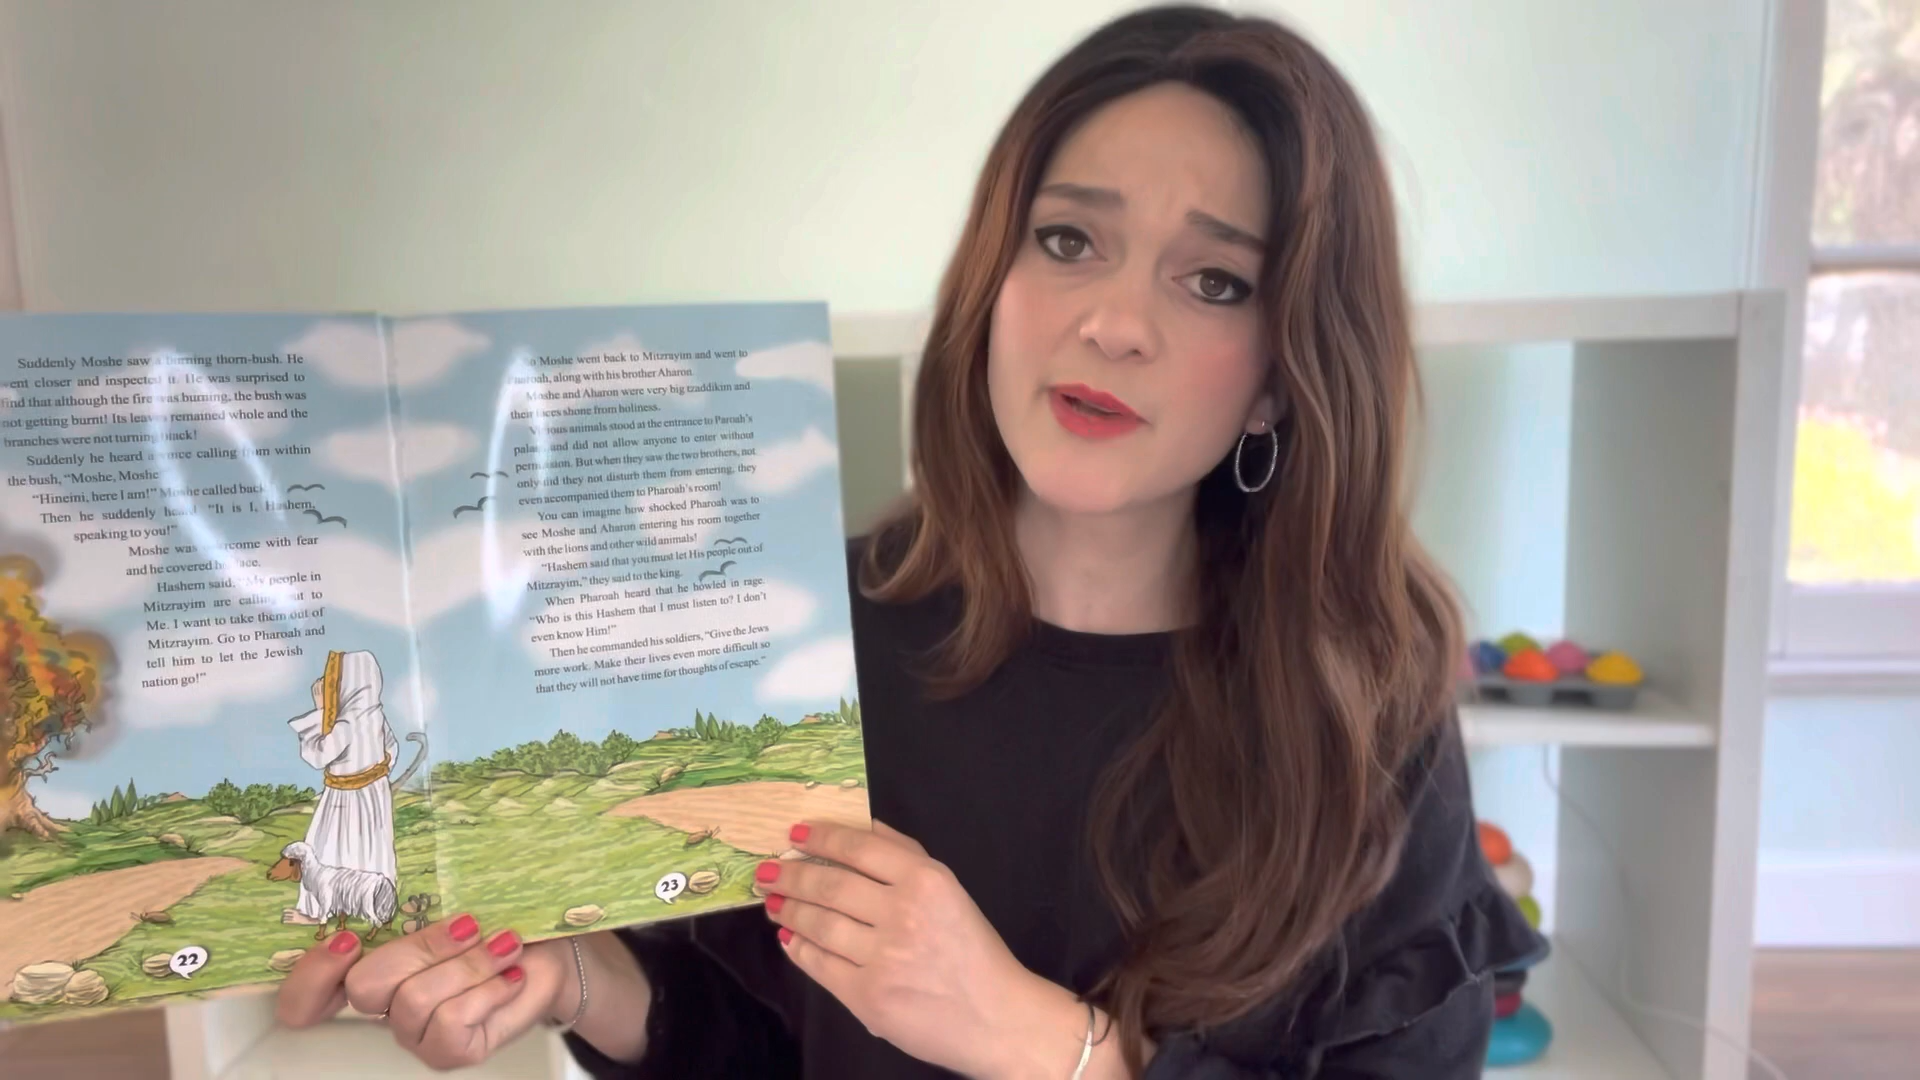 Suddenly Moshe saw a burning thorn-bush. He
went closer and inspected it. He was surprised to
find that although the fire was burning, the bush was
not getting burnt! Its leaves remained whole and the
branches were not turning black!
Suddenly he heard a voice calling from within
the bush, "Moshe, Moshe
"Hineini, here I am!" Moshe called back.
Then he suddenly heard "It is I, Hashem,
speaking to you!"
Moshe was overcome with fear
and he covered his face.
Hashem said: "My people in
Mitzrayim are calling out to
Me. I want to take them out of
Mitzrayim. Go to Pharoah and
tell him to let the Jewish
nation go!"
22
So Moshe went back to Mitzrayim and went to
Pharoah, along with his brother Aharon.
Moshe and Aharon were very big tzaddikim and
their faces shone from holiness.
Vicious animals stood at the entrance to Paroah's
palace and did not allow anyone to enter without
permission. But when they saw the two brothers, not
only did they not disturb them from entering, they
even accompanied them to Pharoah's room!
You can imagine how shocked Pharoah was to
see Moshe and Aharon entering his room together
with the lions and other wild animals!
"Hashem said that you must let His people out of
Mitzrayim," they said to the king.
When Pharoah heard that he howled in rage.
"Who is this Hashem that I must listen to? I don't
even know Him!"
Then he commanded his soldiers, "Give the Jews
more work. Make their lives even more difficult so
that they will not have time for thoughts of escape."
23